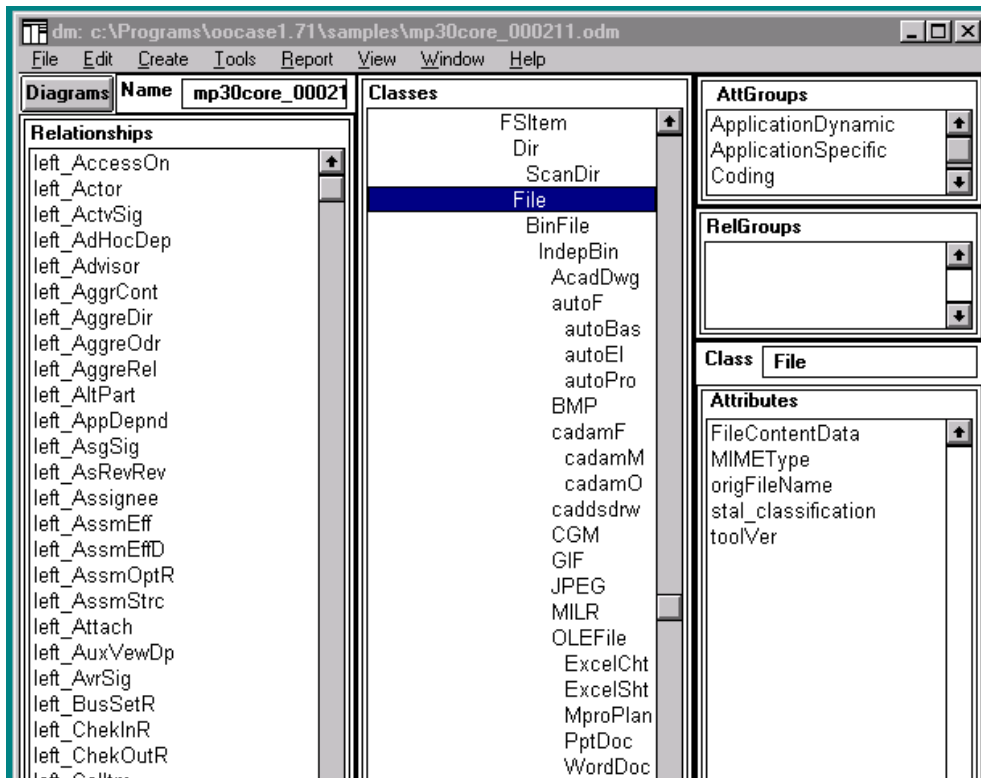 dm: c:\Programs\oocase1.71\samples\mp30core_000211.odm
File Edit Create Tools Report View Window Help
Diagrams Name mp30core_00021
Relationships
left_AccessOn
left_Actor
left_ActvSig
left_AdHocDep
left_Advisor
left_AggrCont
left_AggreDir
left_AggreOdr
left_AggreRel
left_AltPart
left_AppDepnd
left_AsgSig
left_AsRevRev
left_Assignee
left_AssmEff
left_AssmEffD
left_AssmOptR
left_AssmStrc
left_Attach
left_AuxVewDp
left_AvrSig
left_BusSetR
left_ChekInR
left_ChekOutR
Classes
FSItem
Dir
ScanDir
File
BinFile
IndepBin
AcadDwg
autoF
autoBas
autoEl
autoPro
BMP
cadamF
cadamM
cadamO
caddsdrw
CGM
GIF
JPEG
MILR
OLEFile
ExcelCht
ExcelSht
MproPlan
PptDoc
WordDoc
AttGroups
ApplicationDynamic
ApplicationSpecific
Coding
RelGroups
Class File
Attributes
FileContentData
MIMEType
origFileName
stal_classification
toolVer